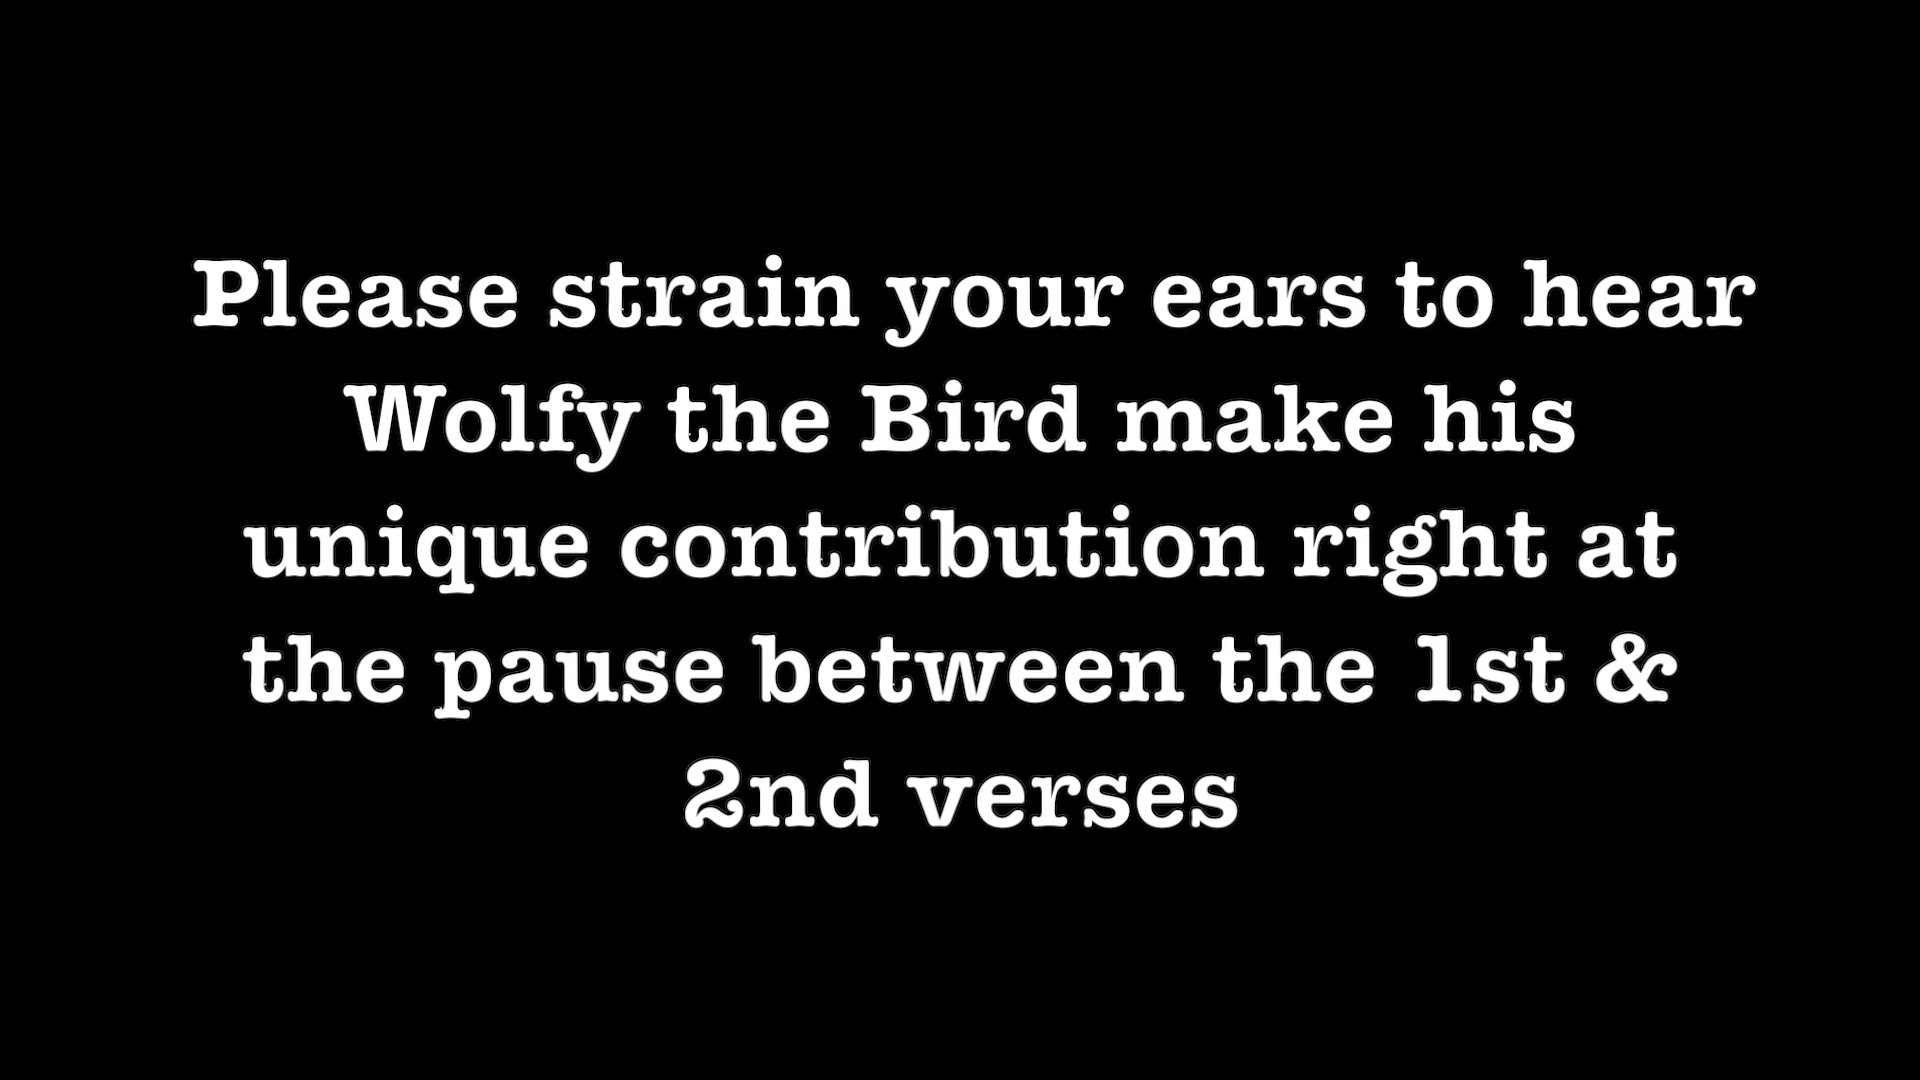 Please strain your ears to hear
Wolfy the Bird make his
unique contribution right at
the pause between the 1st &
2nd verses